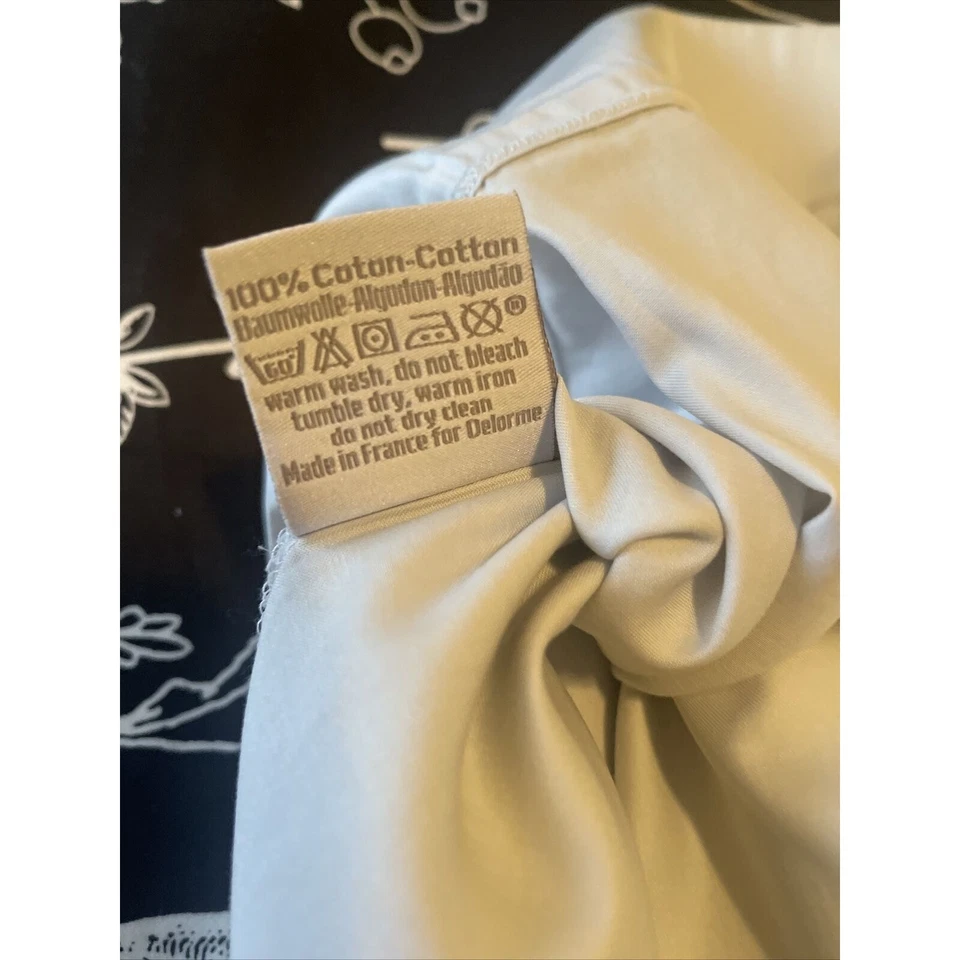 100% Coton-Cotton
Baumwolle-Algodon-Algodão
60
warm wash, do not bleach
tumble dry, warm iron
do not dry clean
Made in France for Delorme